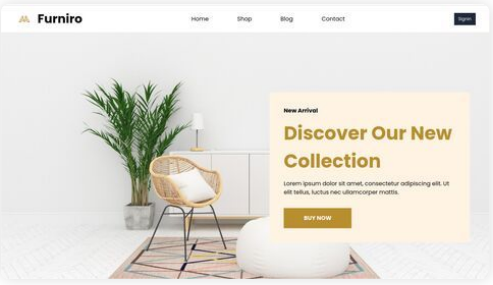 Furniro
Home
Shop
Blog
Contact
Signin
New Arrival
Discover Our New
Collection
Lorem ipsum dolor sit amet, consectetur adipiscing elit. Ut
elit tellus, luctus nec ullamcorper mattis.
BUY NOW